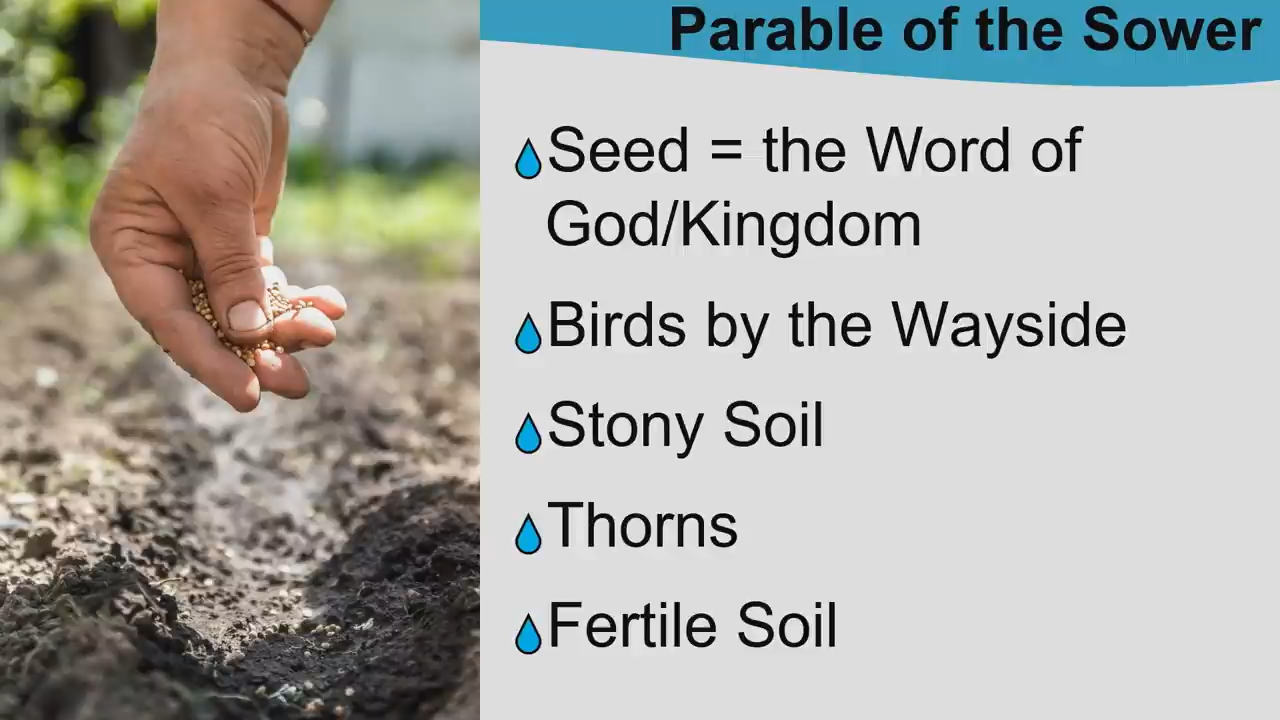 Parable of the Sower
Seed = the Word of
God/Kingdom
Birds by the Wayside
Stony Soil
Thorns
Fertile Soil